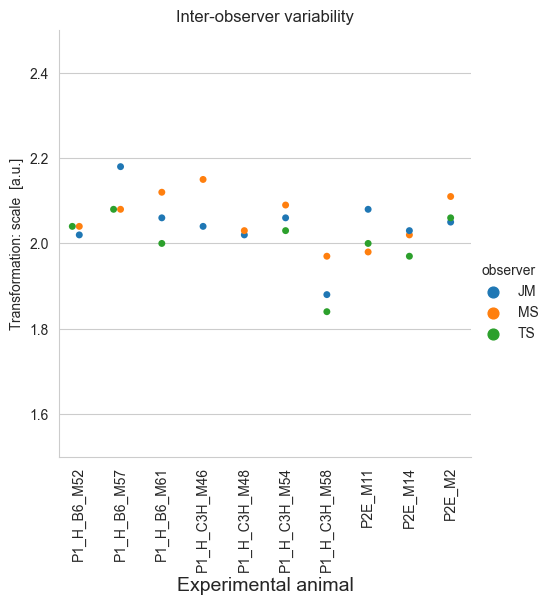 Inter-observer variability
Transformation: scale  [a.u.]
2.4
2.2
2.0
1.8
1.6
observer
JM
MS
TS
P1_H_B6_M52
P1_H_B6_M57
P1_H_B6_M61
P1_H_C3H_M46
P1_H_C3H_M48
P1_H_C3H_M54
P1_H_C3H_M58
P2E_M11
P2E_M14
P2E_M2
Experimental animal